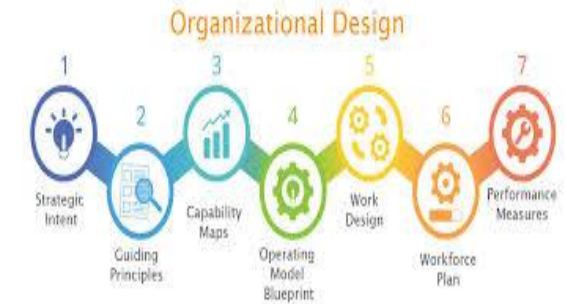 Organizational Design
1
Strategic
Intent
2
Guiding
Principles
3
Capability
Maps
4
Operating
Model
Blueprint
5
Work
Design
6
Workforce
Plan
7
Performance
Measures